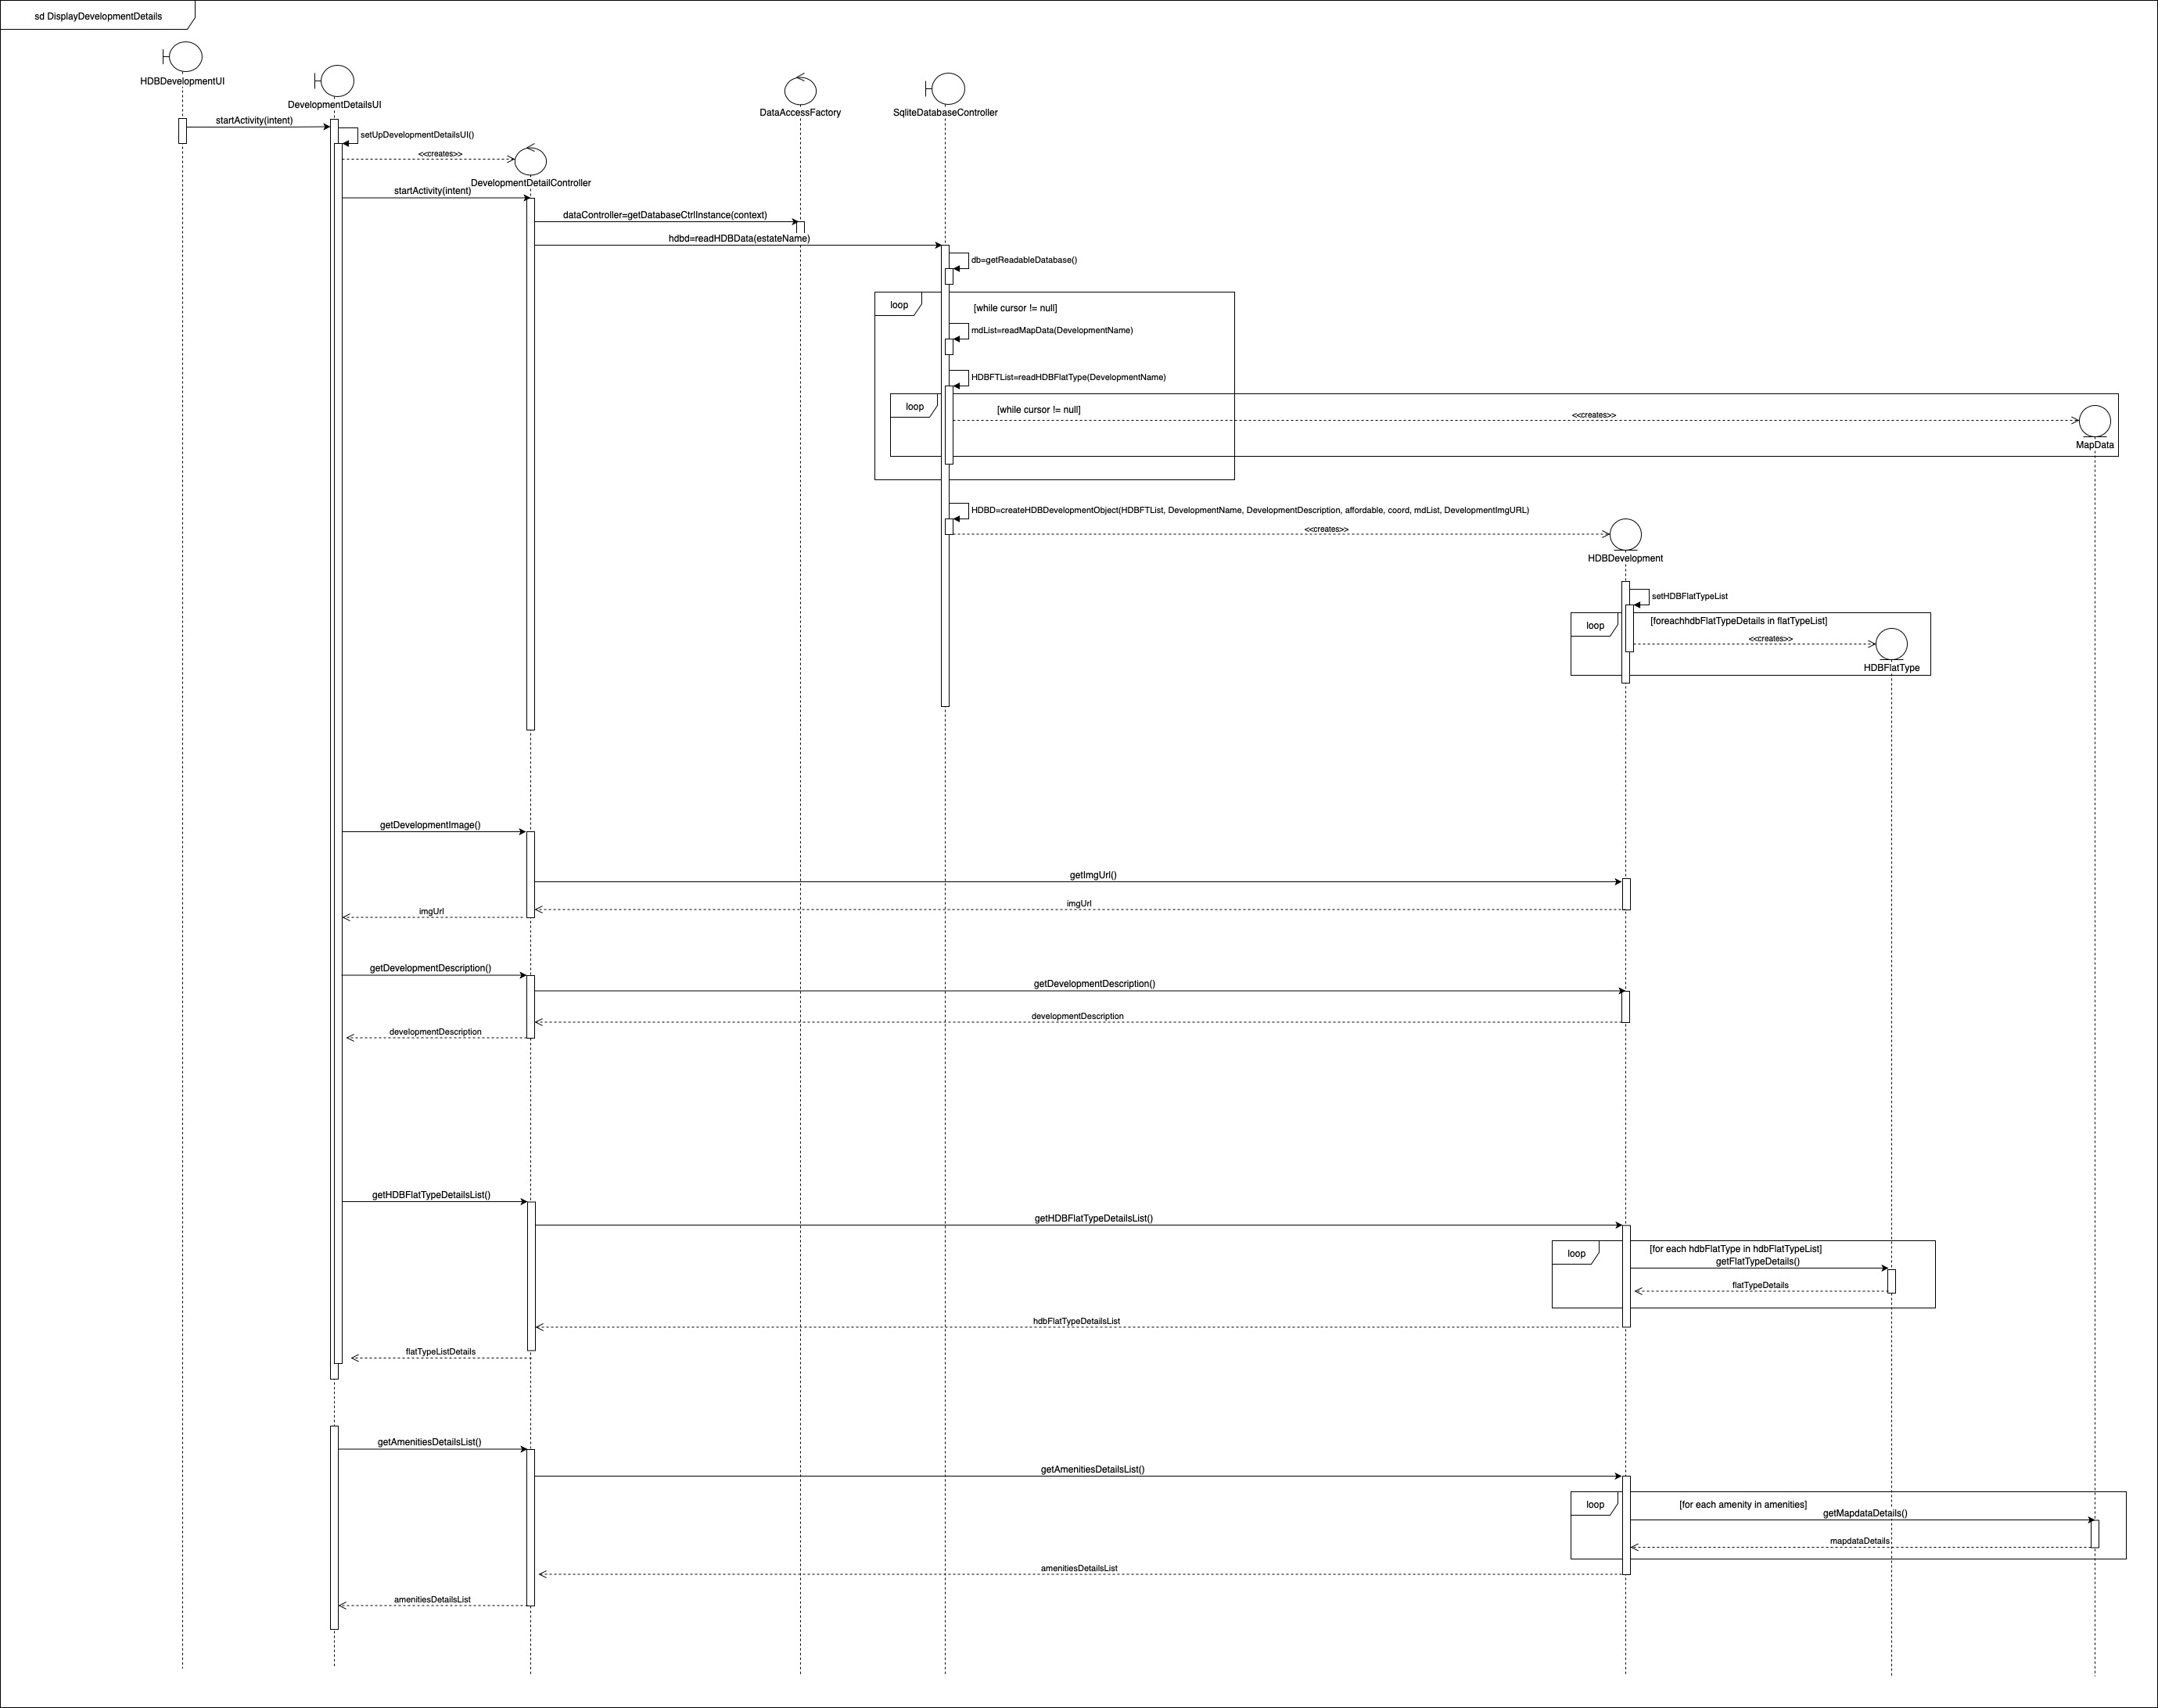 sd DisplayDevelopmentDetails
HDBDevelopmentUI
DevelopmentDetailsUI
DataAccessFactory
SqliteDatabaseController
startActivity(intent)
setUpDevelopmentDetailsUI()
<<creates>>
DevelopmentDetailController
startActivity(intent)
dataController=getDatabaseCtrlInstance(context)
hdbd=readHDBData(estateName)
db=getReadableDatabase()
loop
[while cursor != null]
mdList=readMapData(DevelopmentName)
HDBFTList=readHDBFlatType(DevelopmentName)
loop
[while cursor != null]
<<creates>>
MapData
HDBD=createHDBDevelopmentObject(HDBFTList, DevelopmentName, DevelopmentDescription, affordable, coord, mdList, DevelopmentImgURL)
<<creates>>
HDBDevelopment
setHDBFlatTypeList
loop
[foreachhdbFlatTypeDetails in flatTypeList]
<<creates>>
HDBFlatType
getDevelopmentImage()
getImgUrl()
imgUrl
imgUrl
getDevelopmentDescription()
getDevelopmentDescription()
developmentDescription
developmentDescription
getHDBFlatTypeDetailsList()
getHDBFlatTypeDetailsList()
loop
[for each hdbFlatType in hdbFlatTypeList]
getFlatTypeDetails()
flatTypeDetails
hdbFlatTypeDetailsList
flatTypeListDetails
getAmenitiesDetailsList()
getAmenitiesDetailsList()
loop
[for each amenity in amenities]
getMapdataDetails()
mapdataDetails
amenitiesDetailsList
amenitiesDetailsList